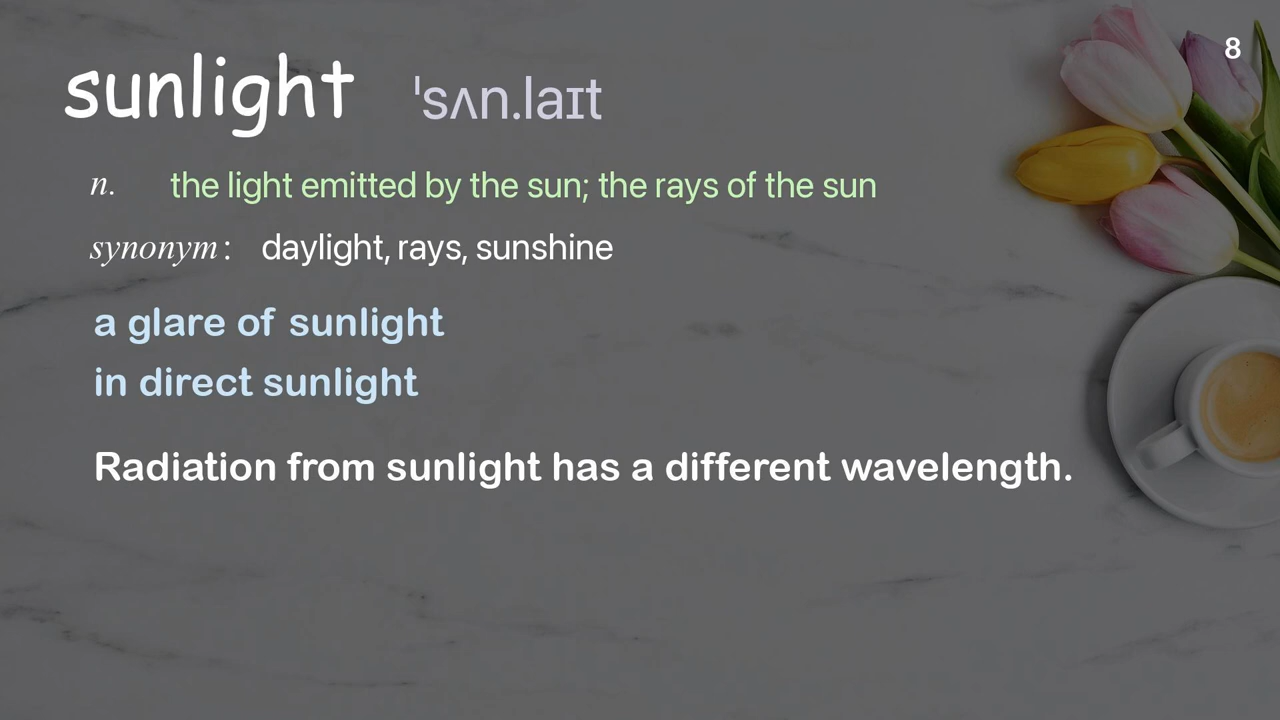 8
sunlight ˈsʌn.laɪt
n. the light emitted by the sun; the rays of the sun
synonym: daylight, rays, sunshine
a glare of sunlight
in direct sunlight
Radiation from sunlight has a different wavelength.